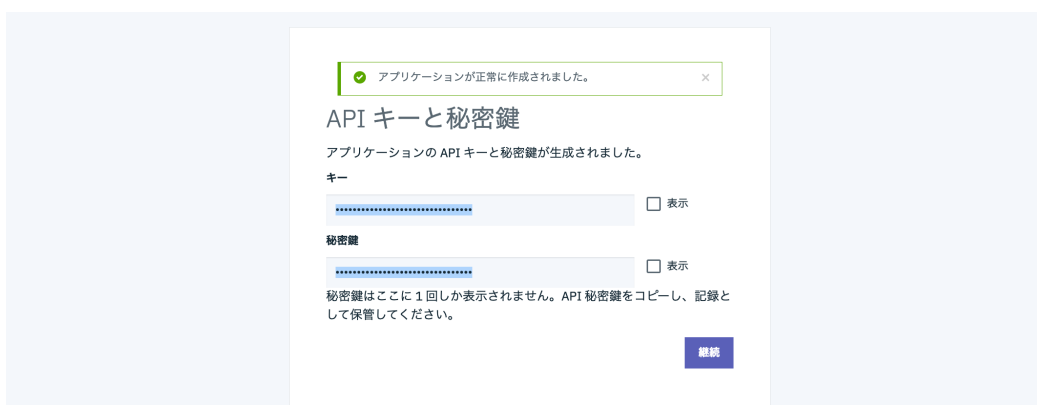 アプリケーションが正常に作成されました。
API キーと秘密鍵
アプリケーションの API キーと秘密鍵が生成されました。
キー
•••••••••••••••••••••••••••••••• 表示
秘密鍵
•••••••••••••••••••••••••••••••• 表示
秘密鍵はここに 1 回しか表示されません。API 秘密鍵をコピーし、記録と
して保管してください。
継続